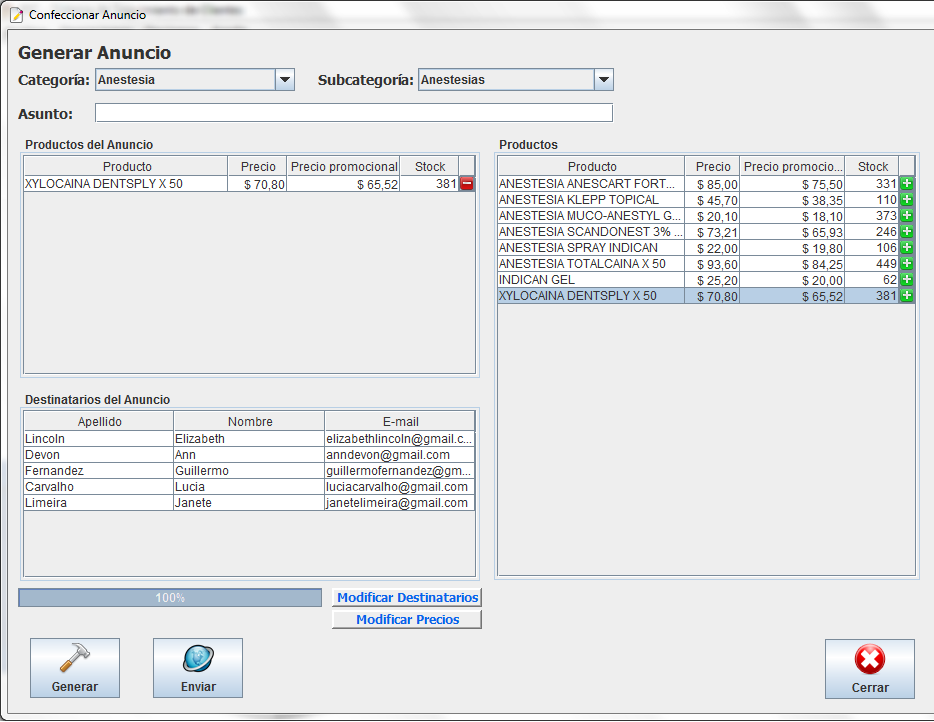 Confeccionar Anuncio
Generar Anuncio
Categoría: Anestesia Subcategoría: Anestesias
Asunto:
Productos del Anuncio
Producto Precio Precio promocional Stock
XYLOCAINA DENTSPLY X 50 $ 70,80 $ 65,52 381
Productos
Producto Precio Precio promocio... Stock
ANESTESIA ANESCART FORT... $ 85,00 $ 75,50 331
ANESTESIA KLEPP TOPICAL $ 45,70 $ 38,35 110
ANESTESIA MUCO-ANESTYL G... $ 20,10 $ 18,10 373
ANESTESIA SCANDONEST 3% ... $ 73,21 $ 65,93 246
ANESTESIA SPRAY INDICAN $ 22,00 $ 19,80 106
ANESTESIA TOTALCAINA X 50 $ 93,60 $ 84,25 449
INDICAN GEL $ 25,20 $ 20,00 62
XYLOCAINA DENTSPLY X 50 $ 70,80 $ 65,52 381
Destinatarios del Anuncio
Apellido Nombre E-mail
Lincoln Elizabeth elizabethlincoln@gmail.c...
Devon Ann anndevon@gmail.com
Fernandez Guillermo guillermofernandez@gm...
Carvalho Lucia luciacarvalho@gmail.com
Limeira Janete janetelimeira@gmail.com
100%
Modificar Destinatarios
Modificar Precios
Generar
Enviar
Cerrar